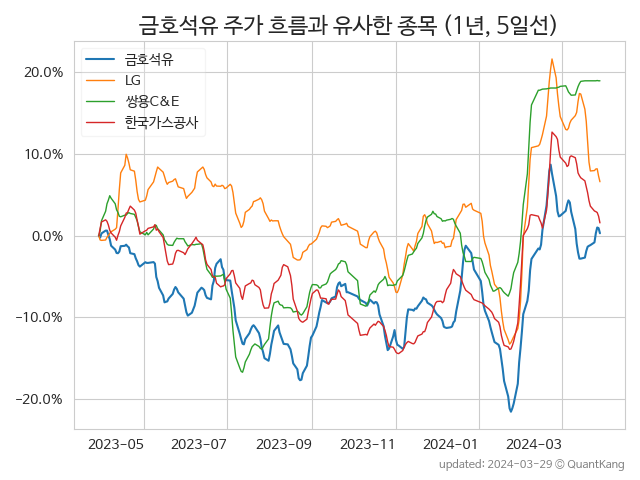 금호석유 주가 흐름과 유사한 종목 (1년, 5일선)
금호석유
LG
쌍용C&E
한국가스공사
20.0%
10.0%
0.0%
−10.0%
−20.0%
2023-05 2023-07 2023-09 2023-11 2024-01 2024-03
updated: 2024-03-29 © QuantKang